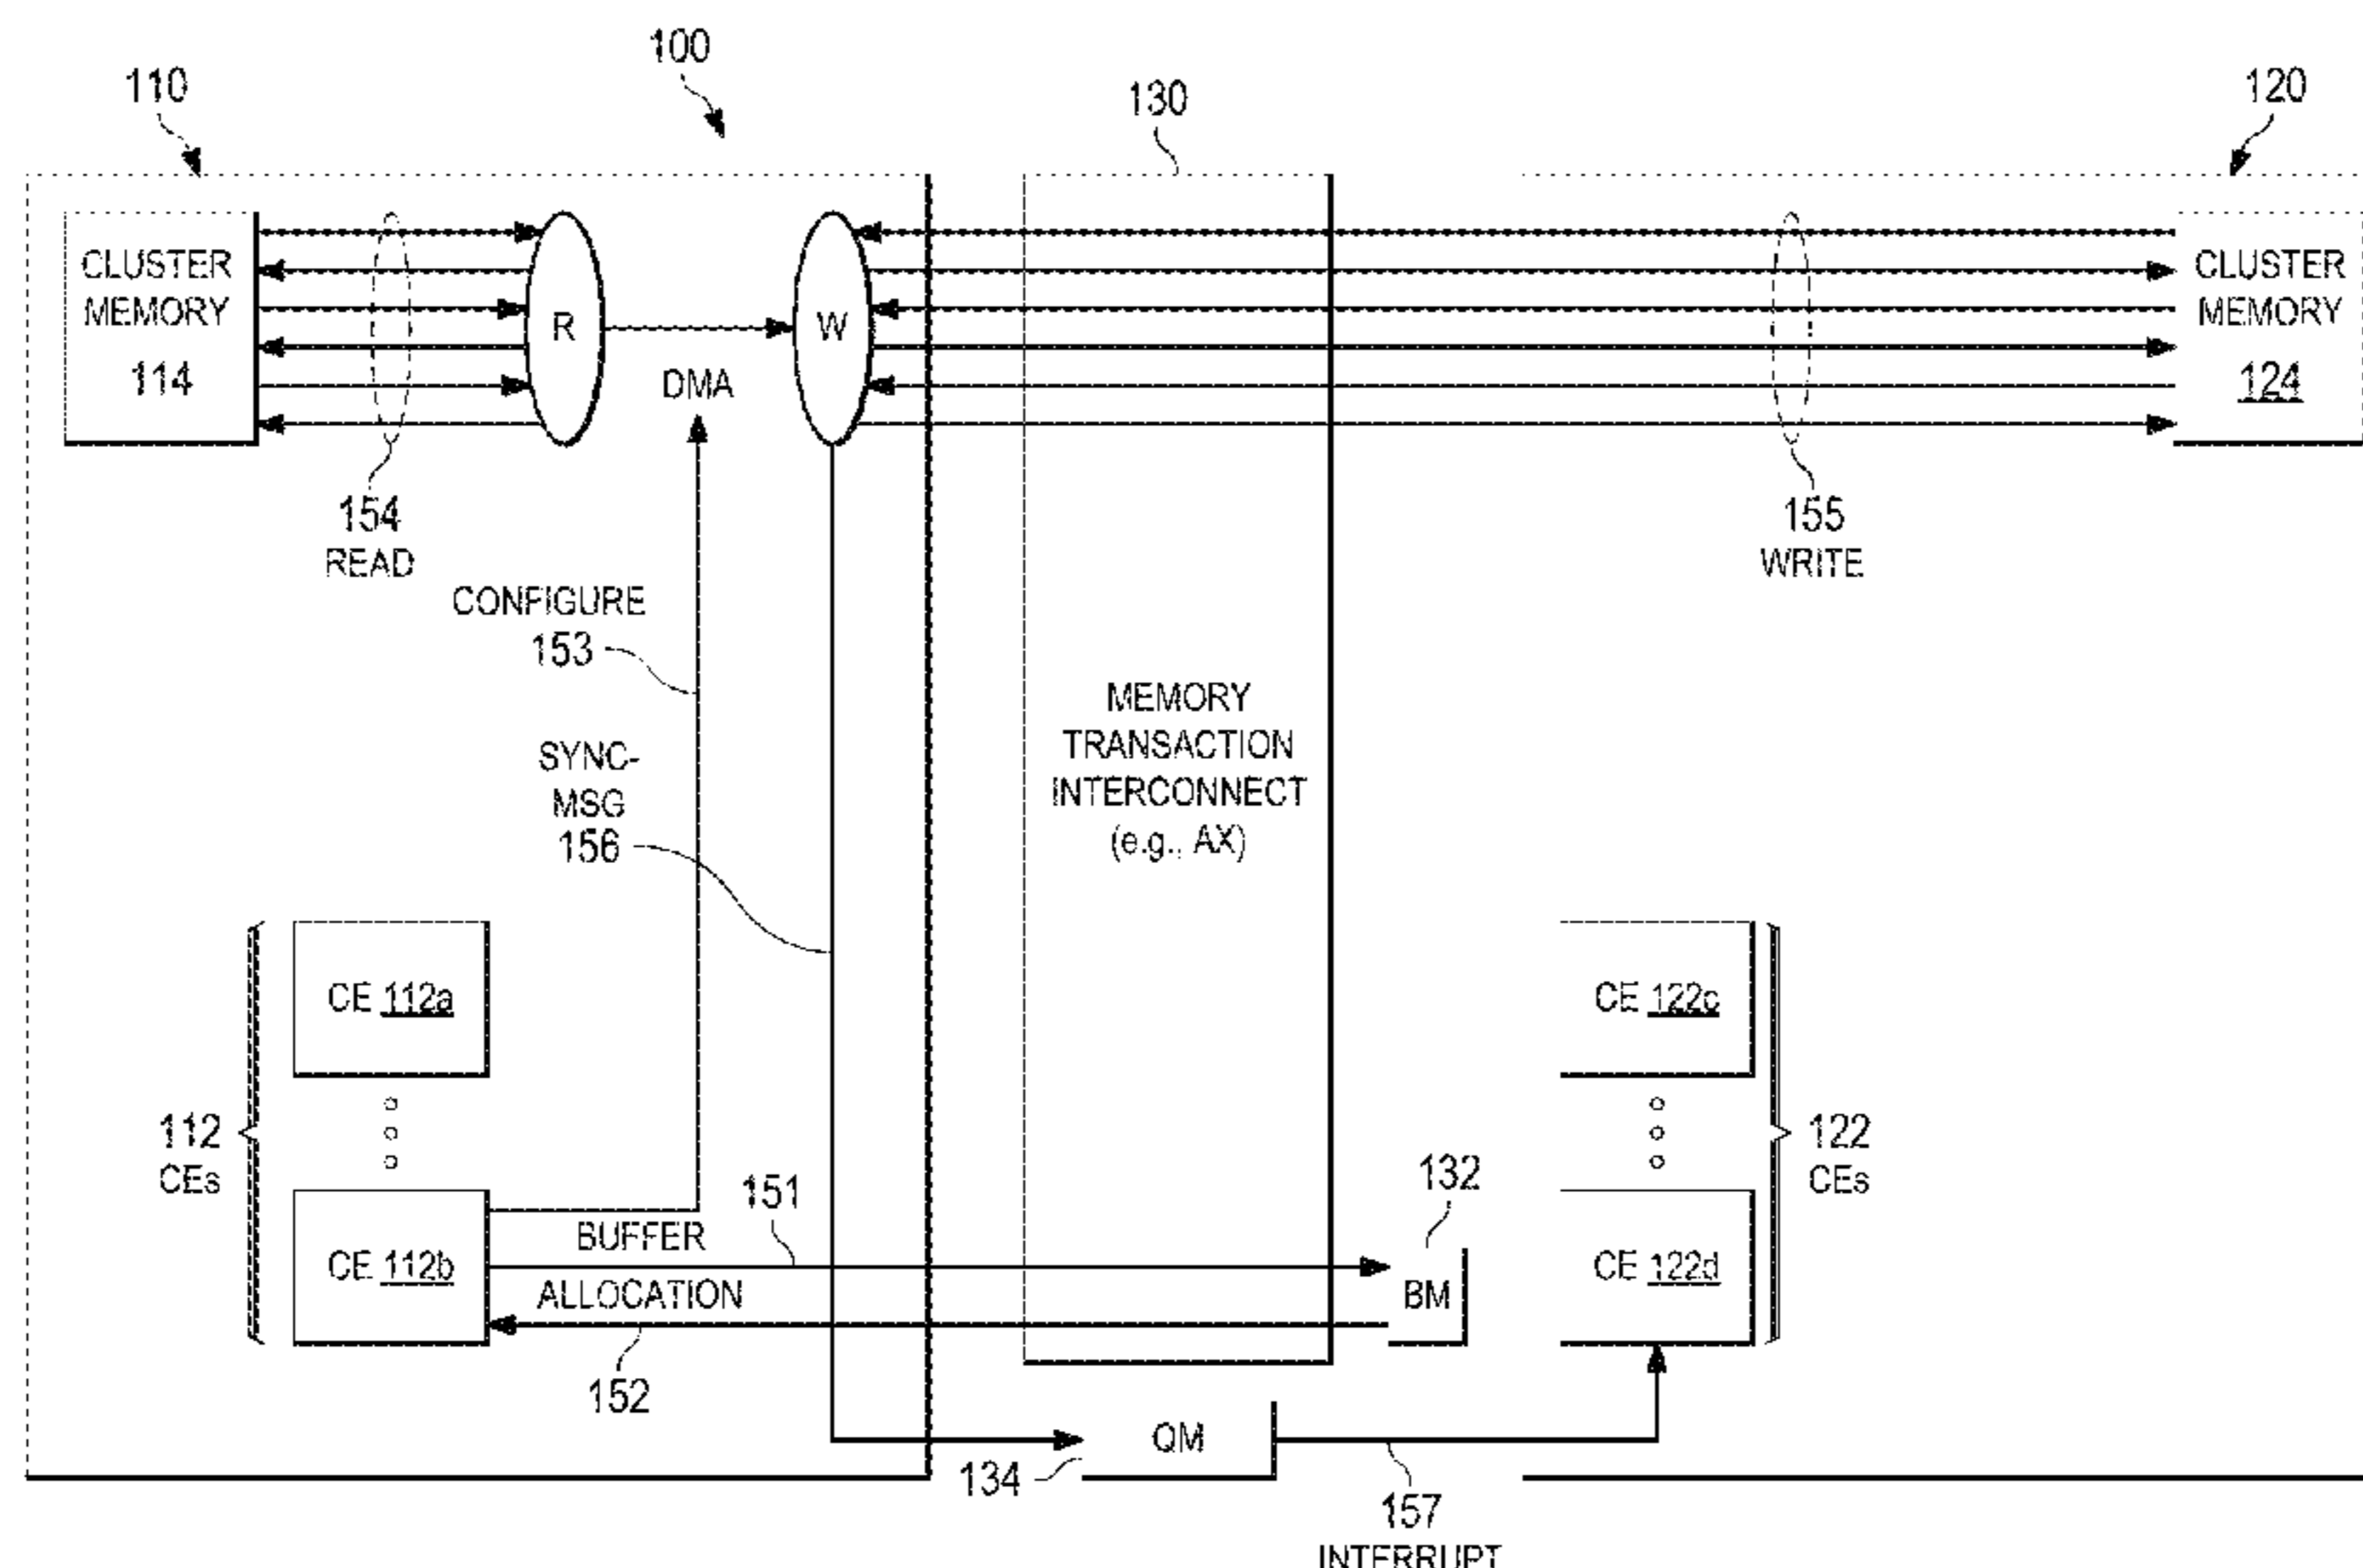 100
110
130
120
CLUSTER
MEMORY
114
R
W
DMA
CLUSTER
MEMORY
124
154
READ
155
WRITE
CONFIGURE
153
SYNC-
MSG
156
MEMORY
TRANSACTION
INTERCONNECT
(e.g., AX)
CE 112a
CE 122c
112
CEs
122
CEs
132
151
BUFFER
CE 112b
ALLOCATION
BM
CE 122d
152
QM
134
157
INTERRUPT